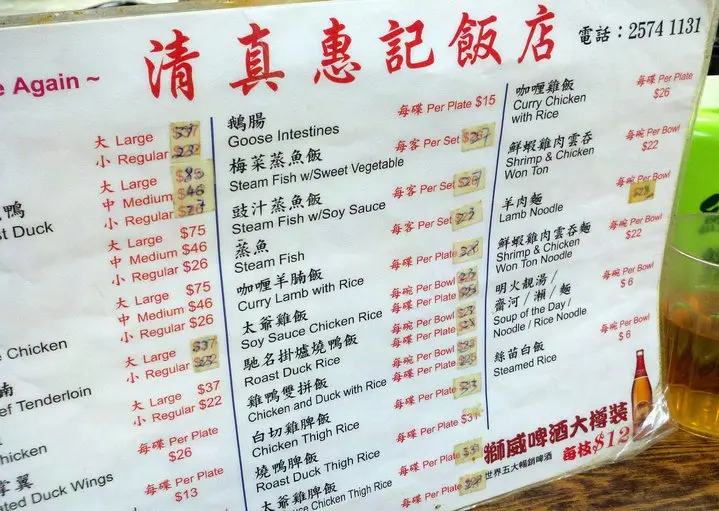 e Again ~
清真惠記飯店
電話：2574 1131
大 Large
小 Regular
大 Large
中 Medium
小 Regular
鴨
ast Duck
大 Large $75
中 Medium $46
小 Regular $26
大 Large $75
中 Medium $46
小 Regular $26
e Chicken
大 Large
小 Regular
腩
ef Tenderloin
大 Large $37
小 Regular $22
hicken
每碟 Per Plate
$26
掌翼
ated Duck Wings
每碟 Per Plate
$13
鵝腸
每碟 Per Plate $15
Goose Intestines
梅菜蒸魚飯
每客 Per Set
Steam Fish w/Sweet Vegetable
豉汁蒸魚飯
每客 Per Set
Steam Fish w/Soy Sauce
蒸魚
每客 Per Set $23
Steam Fish
咖喱羊腩飯
每碟 Per Plate
Curry Lamb with Rice
每碗 Per Bowl
每碟 Per Plate
太爺雞飯
Soy Sauce Chicken Rice
每碗 Per Bowl
每碟 Per Plate
馳名掛爐燒鴨飯
Roast Duck Rice
每碗 Per Bowl
每碟 Per Plate
雞鴨雙拼飯
Chicken and Duck with Rice
每碟 Per Plate
白切雞脾飯
Chicken Thigh Rice
每碟 Per Plate
燒鴨脾飯
Roast Duck Thigh Rice
每碟 Per Plate
太爺雞脾飯
ce Chicken Thigh Rice
每碟 Per Plate
咖喱雞飯
每碟 Per Plate
$26
Curry Chicken
with Rice
鮮蝦雞肉雲吞
每碗 Per Bowl
$22
Shrimp & Chicken
Won Ton
羊肉麵
每碗 Per Bowl
Lamb Noodle
鮮蝦雞肉雲吞麵
每碗 Per Bowl
$22
Shrimp & Chicken
Won Ton Noodle
明火靚湯/
齋河/瀨/麵
每碗 Per Bowl
$6
Soup of the Day /
Noodle / Rice Noodle
絲苗白飯
每碗 Per Bowl
$6
Steamed Rice
獅威啤酒大樽裝
世界五大暢銷啤酒
每枝$12